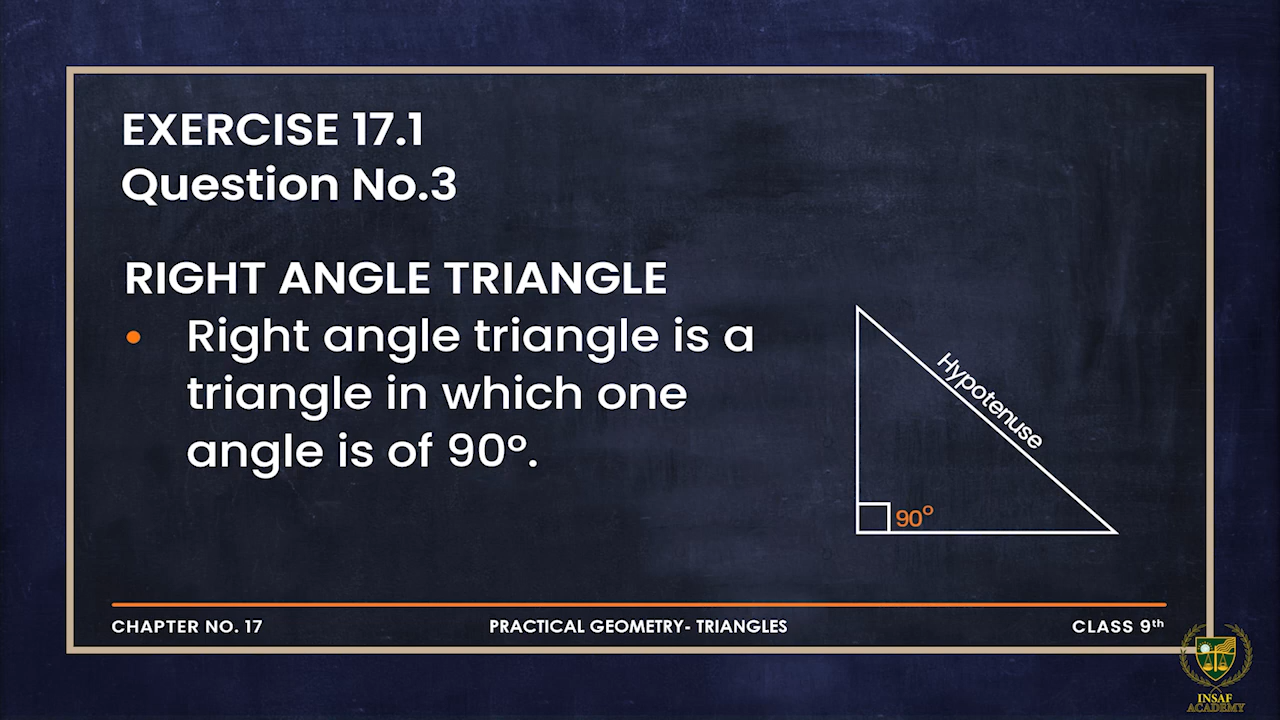 EXERCISE 17.1
Question No.3
RIGHT ANGLE TRIANGLE
• Right angle triangle is a
triangle in which one
angle is of 90°.
Hypotenuse
90°
CHAPTER NO. 17
PRACTICAL GEOMETRY- TRIANGLES
CLASS 9th
INSAF
ACADEMY